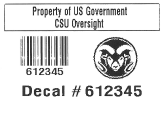 Property of US Government
CSU Oversight
612345
Decal # 612345